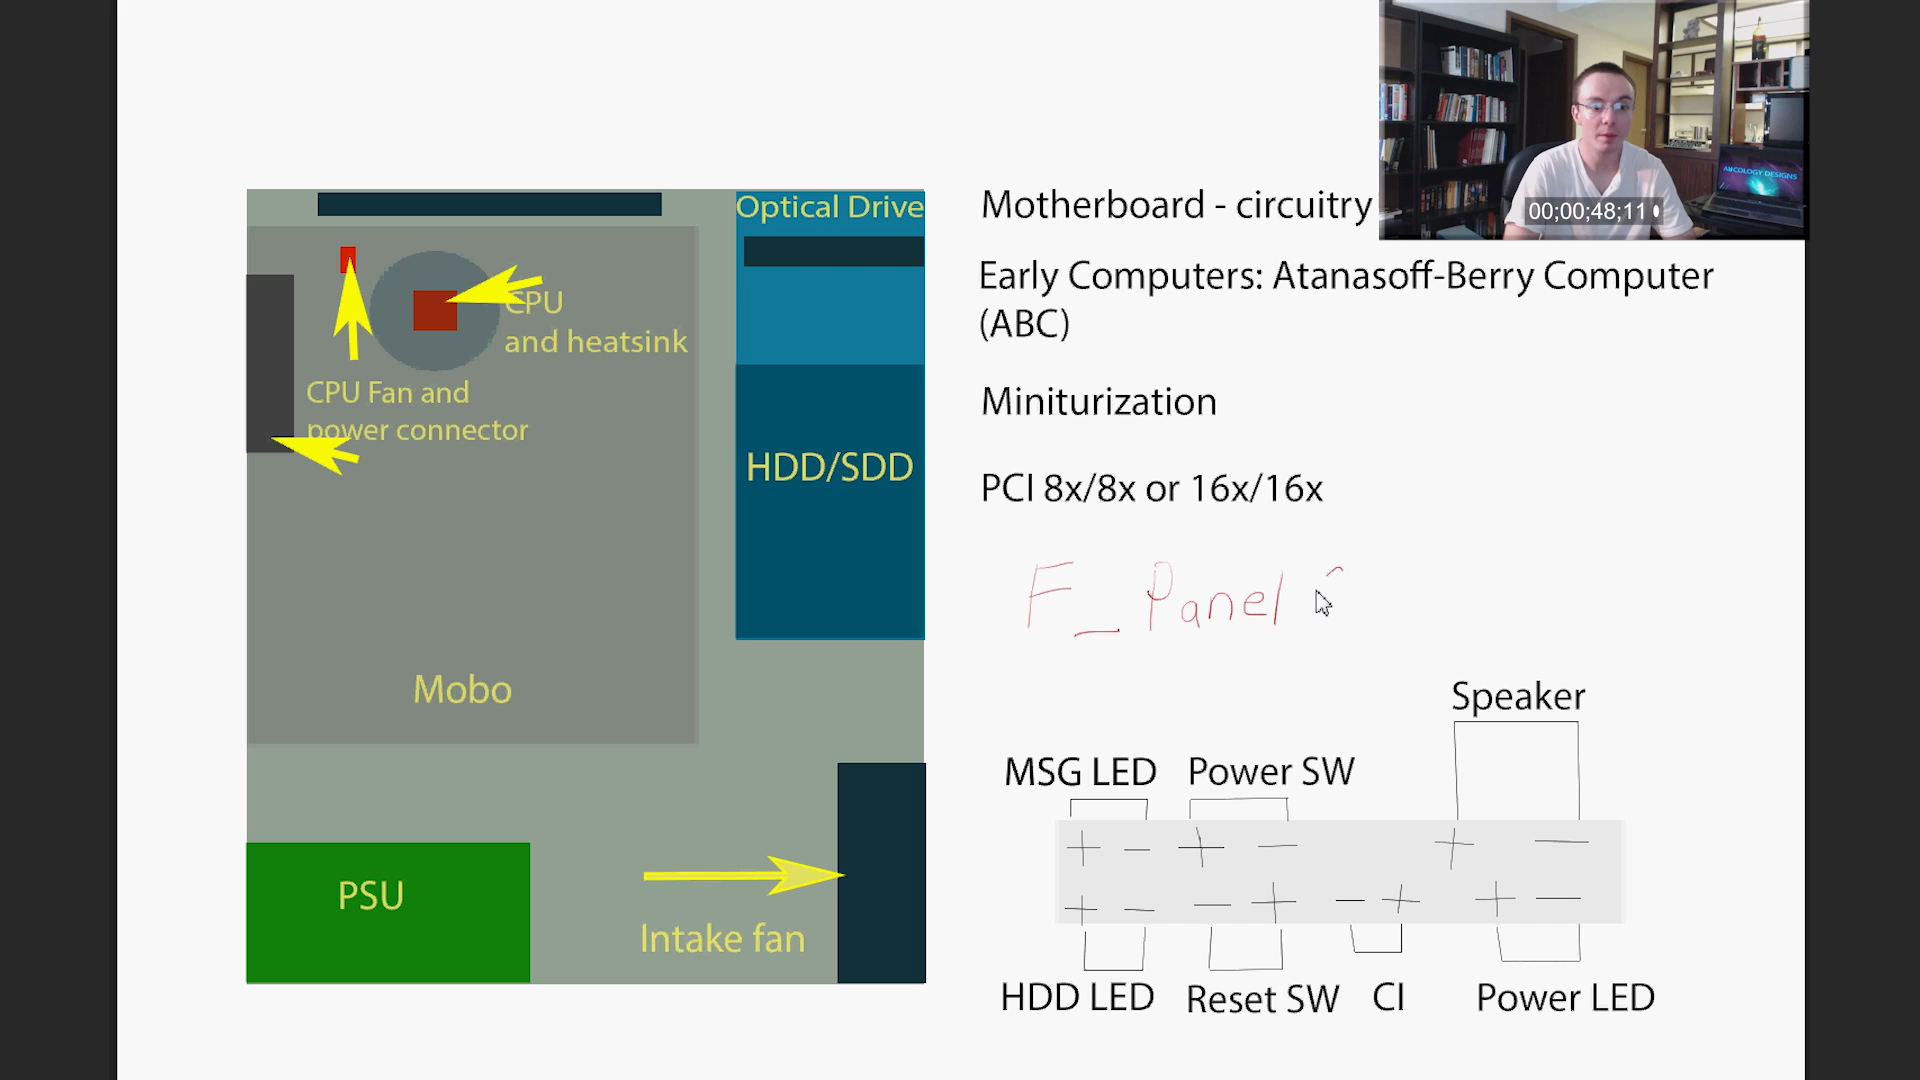 Optical Drive
CPU
and heatsink
CPU Fan and
power connector
HDD/SDD
Mobo
PSU
Intake fan
Motherboard - circuitry
Early Computers: Atanasoff-Berry Computer
(ABC)
Miniturization
PCI 8x/8x or 16x/16x
F_Panel
Speaker
MSG LED Power SW
+ - + - + -
+ - - + - + + -
HDD LED Reset SW CI Power LED
00;00;48;11